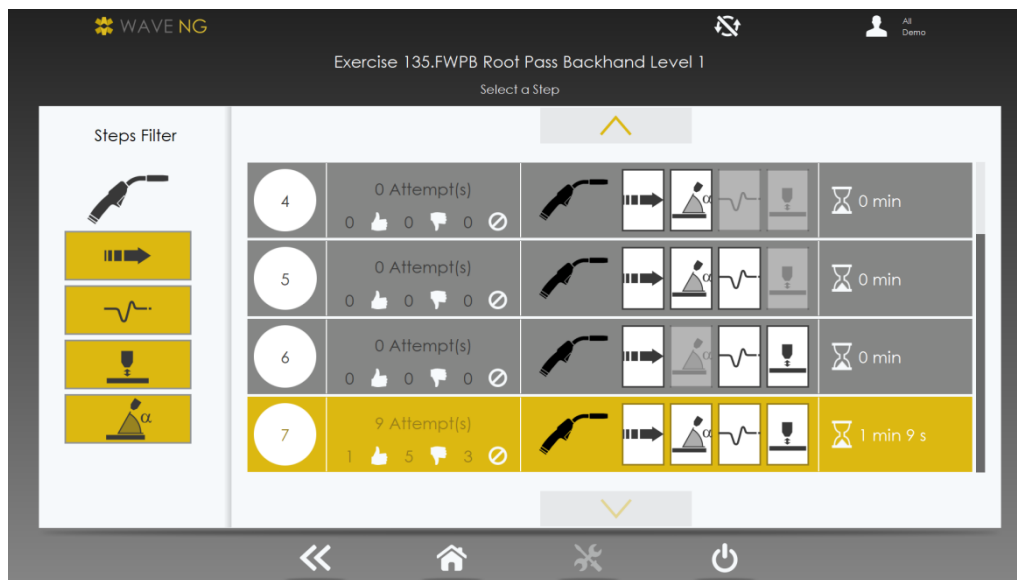 WAVE NG
All
Demo
Exercise 135.FWPB Root Pass Backhand Level 1
Select a Step
Steps Filter
α
4
0 Attempt(s)
0 0 0
α
0 min
5
0 Attempt(s)
0 0 0
α
0 min
6
0 Attempt(s)
0 0 0
α
0 min
7
9 Attempt(s)
1 5 3
α
1 min 9 s